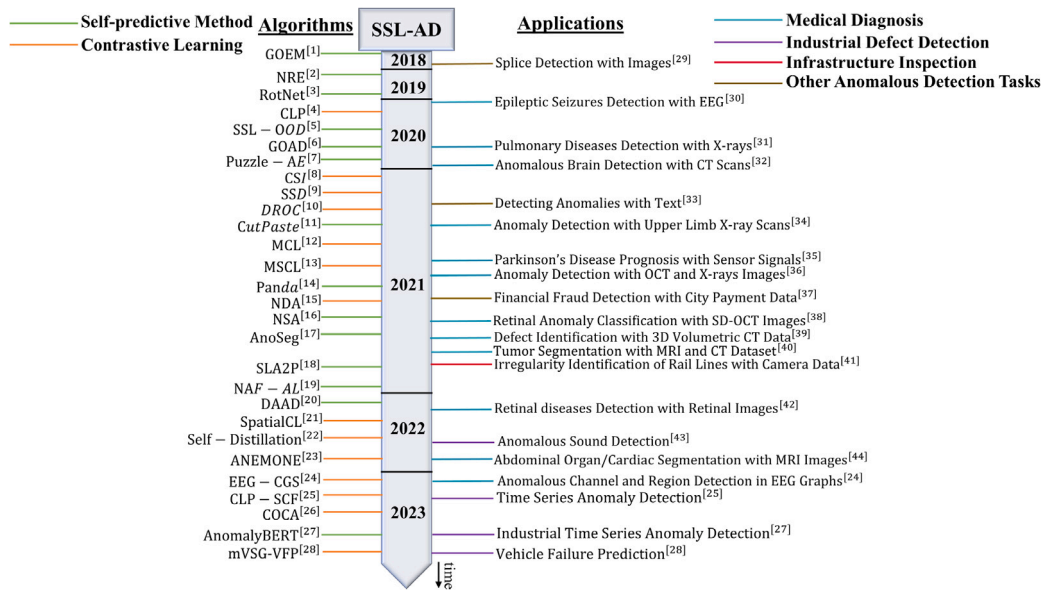 Self-predictive Method
Contrastive Learning
Algorithms
SSL-AD
Applications
Medical Diagnosis
Industrial Defect Detection
Infrastructure Inspection
Other Anomalous Detection Tasks
GOEM[1]
NRE[2]
RotNet[3]
CLP[4]
SSL − OOD[5]
GOAD[6]
Puzzle − AE[7]
CSI[8]
SSD[9]
DROC[10]
CutPaste[11]
MCL[12]
MSCL[13]
Panda[14]
NDA[15]
NSA[16]
AnoSeg[17]
SLA2P[18]
NAF − AL[19]
DAAD[20]
SpatialCL[21]
Self − Distillation[22]
ANEMONE[23]
EEG − CGS[24]
CLP − SCF[25]
COCA[26]
AnomalyBERT[27]
mVSG-VFP[28]
2018
2019
2020
2021
2022
2023
time
Splice Detection with Images[29]
Epileptic Seizures Detection with EEG[30]
Pulmonary Diseases Detection with X-rays[31]
Anomalous Brain Detection with CT Scans[32]
Detecting Anomalies with Text[33]
Anomaly Detection with Upper Limb X-ray Scans[34]
Parkinson's Disease Prognosis with Sensor Signals[35]
Anomaly Detection with OCT and X-rays Images[36]
Financial Fraud Detection with City Payment Data[37]
Retinal Anomaly Classification with SD-OCT Images[38]
Defect Identification with 3D Volumetric CT Data[39]
Tumor Segmentation with MRI and CT Dataset[40]
Irregularity Identification of Rail Lines with Camera Data[41]
Retinal diseases Detection with Retinal Images[42]
Anomalous Sound Detection[43]
Abdominal Organ/Cardiac Segmentation with MRI Images[44]
Anomalous Channel and Region Detection in EEG Graphs[24]
Time Series Anomaly Detection[25]
Industrial Time Series Anomaly Detection[27]
Vehicle Failure Prediction[28]